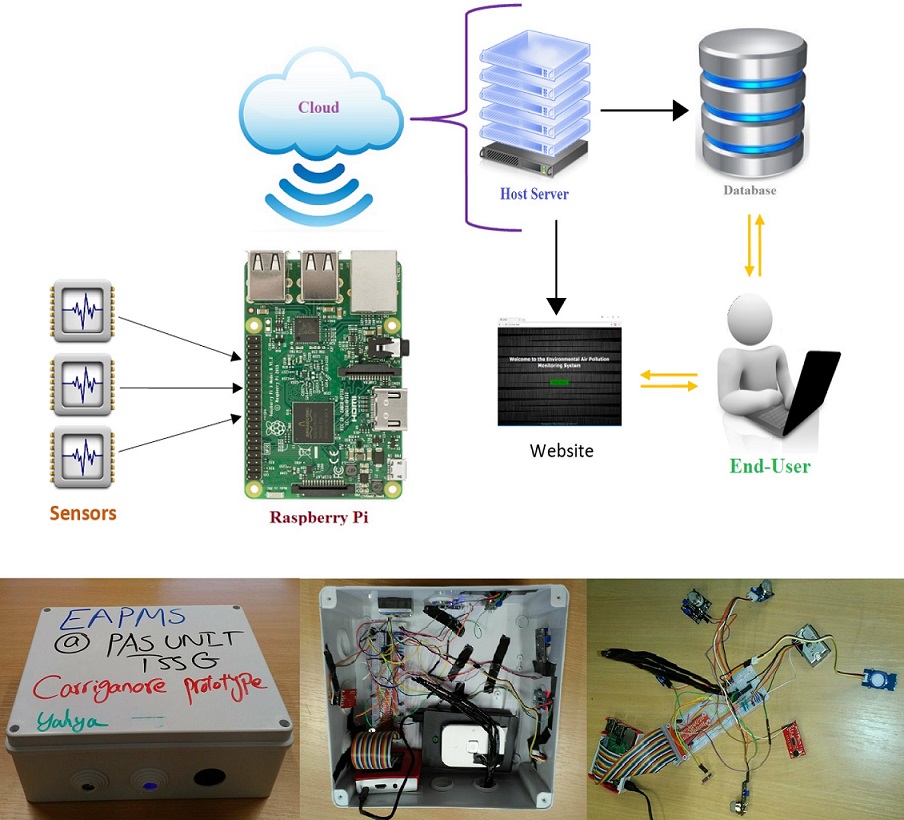 Cloud
Host Server
Database
Welcome to the Environmental Air Pollution
Monitoring System
Website
End-User
Sensors
HDMI
Raspberry Pi
EAPMS
@ PAS UNIT
TSSG
Carriganore prototype
Yahya